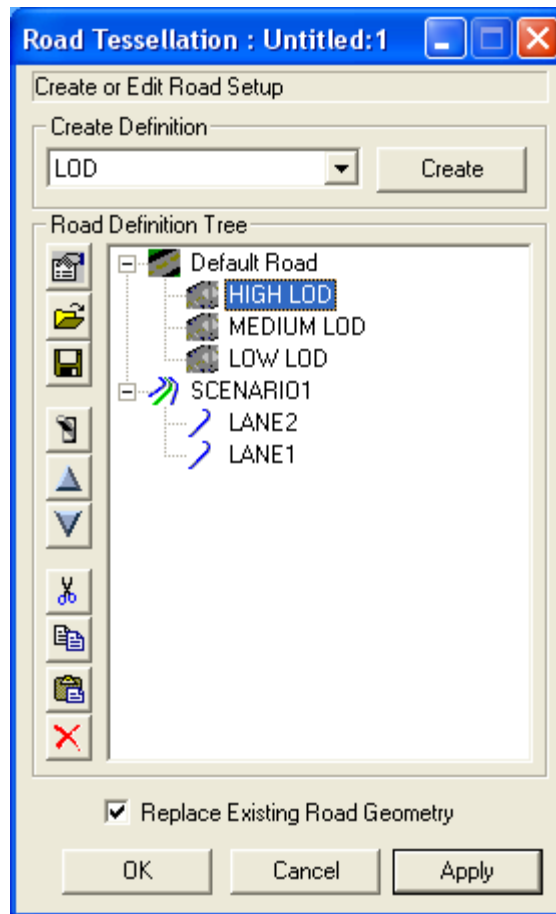 Road Tessellation : Untitled:1
Create or Edit Road Setup
Create Definition
LOD
Create
Road Definition Tree
Default Road
HIGH LOD
MEDIUM LOD
LOW LOD
SCENARIO1
LANE2
LANE1
Replace Existing Road Geometry
OK Cancel Apply